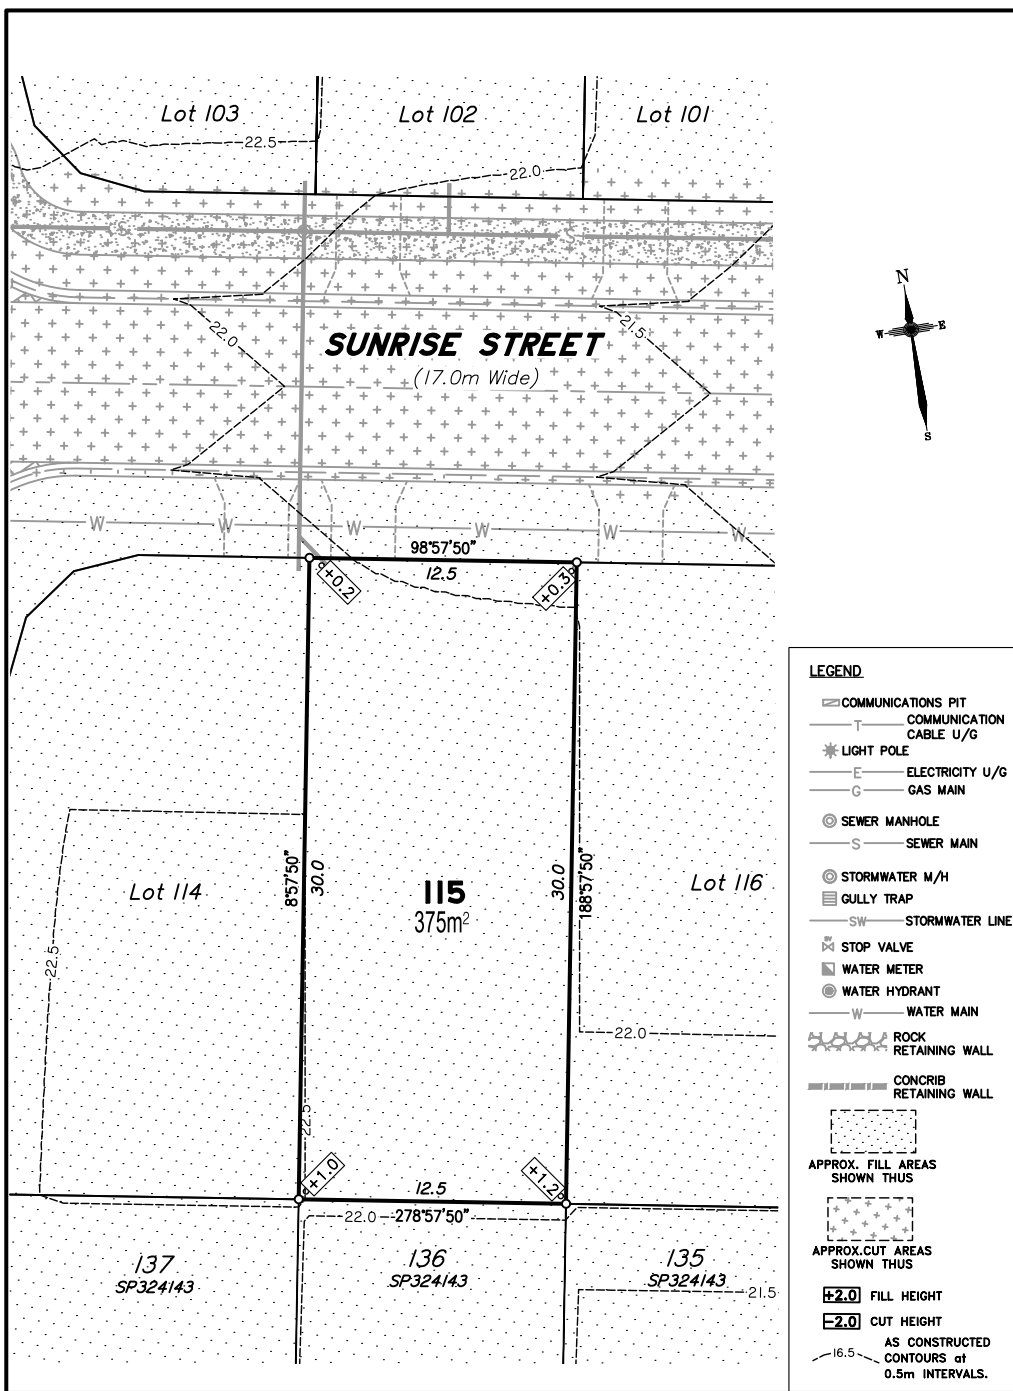 Lot 103
Lot 102
Lot 101
22.5
22.0
S
S
N
W
E
S
22.0
SUNRISE STREET
21.5
(17.0m Wide)
W
W
W
W
W
W
98°57'50"
12.5
+0.2
+0.3
LEGEND
COMMUNICATIONS PIT
T
COMMUNICATION
CABLE U/G
LIGHT POLE
E
ELECTRICITY U/G
G
GAS MAIN
SEWER MANHOLE
S
SEWER MAIN
STORMWATER M/H
GULLY TRAP
SW
STORMWATER LINE
SV
STOP VALVE
WATER METER
WATER HYDRANT
W
WATER MAIN
ROCK
RETAINING WALL
CONCRIB
RETAINING WALL
APPROX. FILL AREAS
SHOWN THUS
APPROX.CUT AREAS
SHOWN THUS
+2.0 FILL HEIGHT
-2.0 CUT HEIGHT
16.5
AS CONSTRUCTED
CONTOURS at
0.5m INTERVALS.
8°57'50"
30.0
30.0
188°57'50"
Lot 114
115
375m²
Lot 116
22.5
22.0
22.5
+1.0
+1.2
12.5
22.0
278°57'50"
137
SP324143
136
SP324143
135
SP324143
21.5